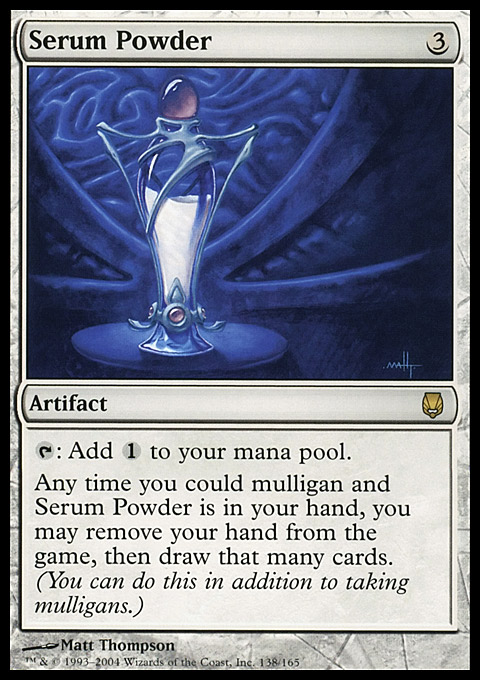 Serum Powder 3
.MATT.
Artifact
: Add 1 to your mana pool.
Any time you could mulligan and
Serum Powder is in your hand, you
may remove your hand from the
game, then draw that many cards.
(You can do this in addition to taking
mulligans.)
Matt Thompson
™ & © 1993–2004 Wizards of the Coast, Inc. 138/165